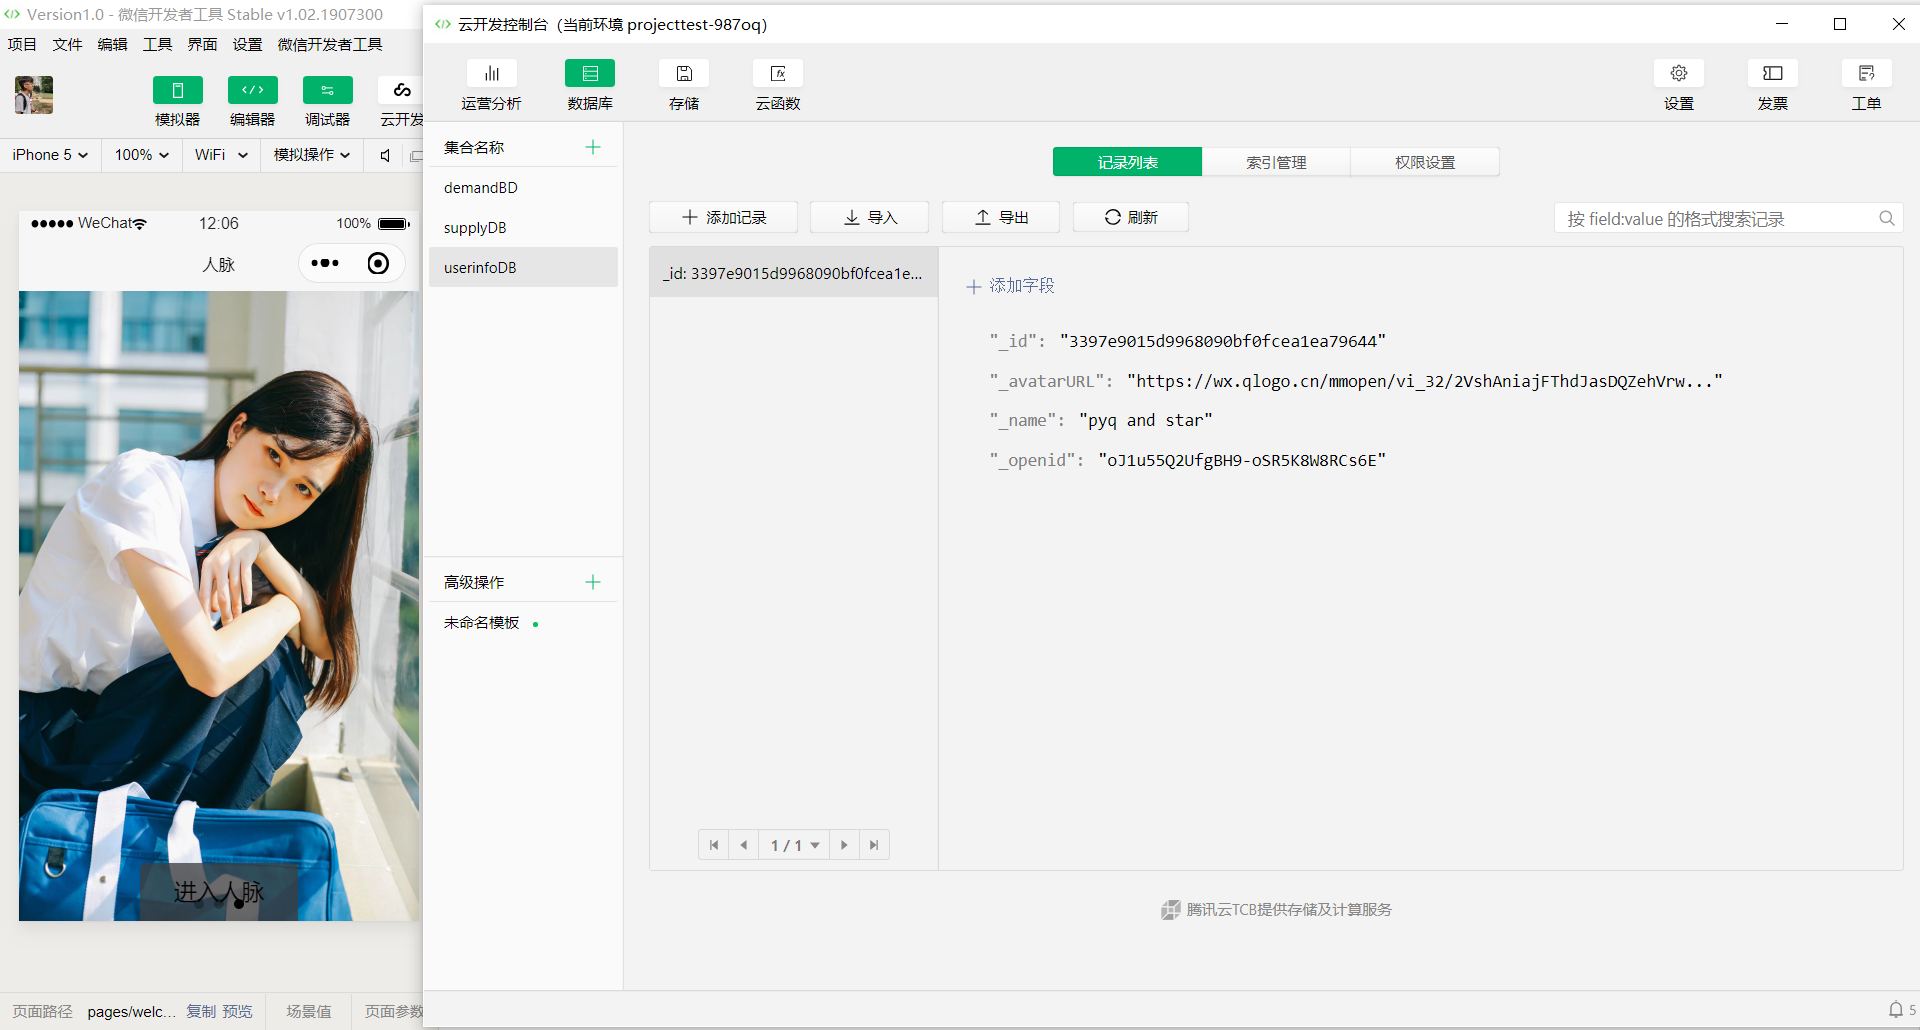 Version1.0 - 微信开发者工具 Stable v1.02.1907300
项目 文件 编辑 工具 界面 设置 微信开发者工具
模拟器 编辑器 调试器 云开发
iPhone 5 100% WiFi 模拟操作
WeChat 12:06 100%
人脉
进入人脉
页面路径 pages/welc... 复制 预览 场景值 页面参数
云开发控制台 (当前环境 projecttest-987oq)
运营分析 数据库 存储 云函数 设置 发票 工单
集合名称
demandBD
supplyDB
userinfoDB
高级操作
未命名模板
记录列表 索引管理 权限设置
添加记录 导入 导出 刷新 按 field:value 的格式搜索记录
_id: 3397e9015d9968090bf0fcea1e...
添加字段
"_id": "3397e9015d9968090bf0fcea1ea79644"
"_avatarURL": "https://wx.qlogo.cn/mmopen/vi_32/2VshAniajFThdJasDQZehVrw..."
"_name": "pyq and star"
"_openid": "oJ1u55Q2UfgBH9-oSR5K8W8RCs6E"
1 / 1
腾讯云TCB提供存储及计算服务
5